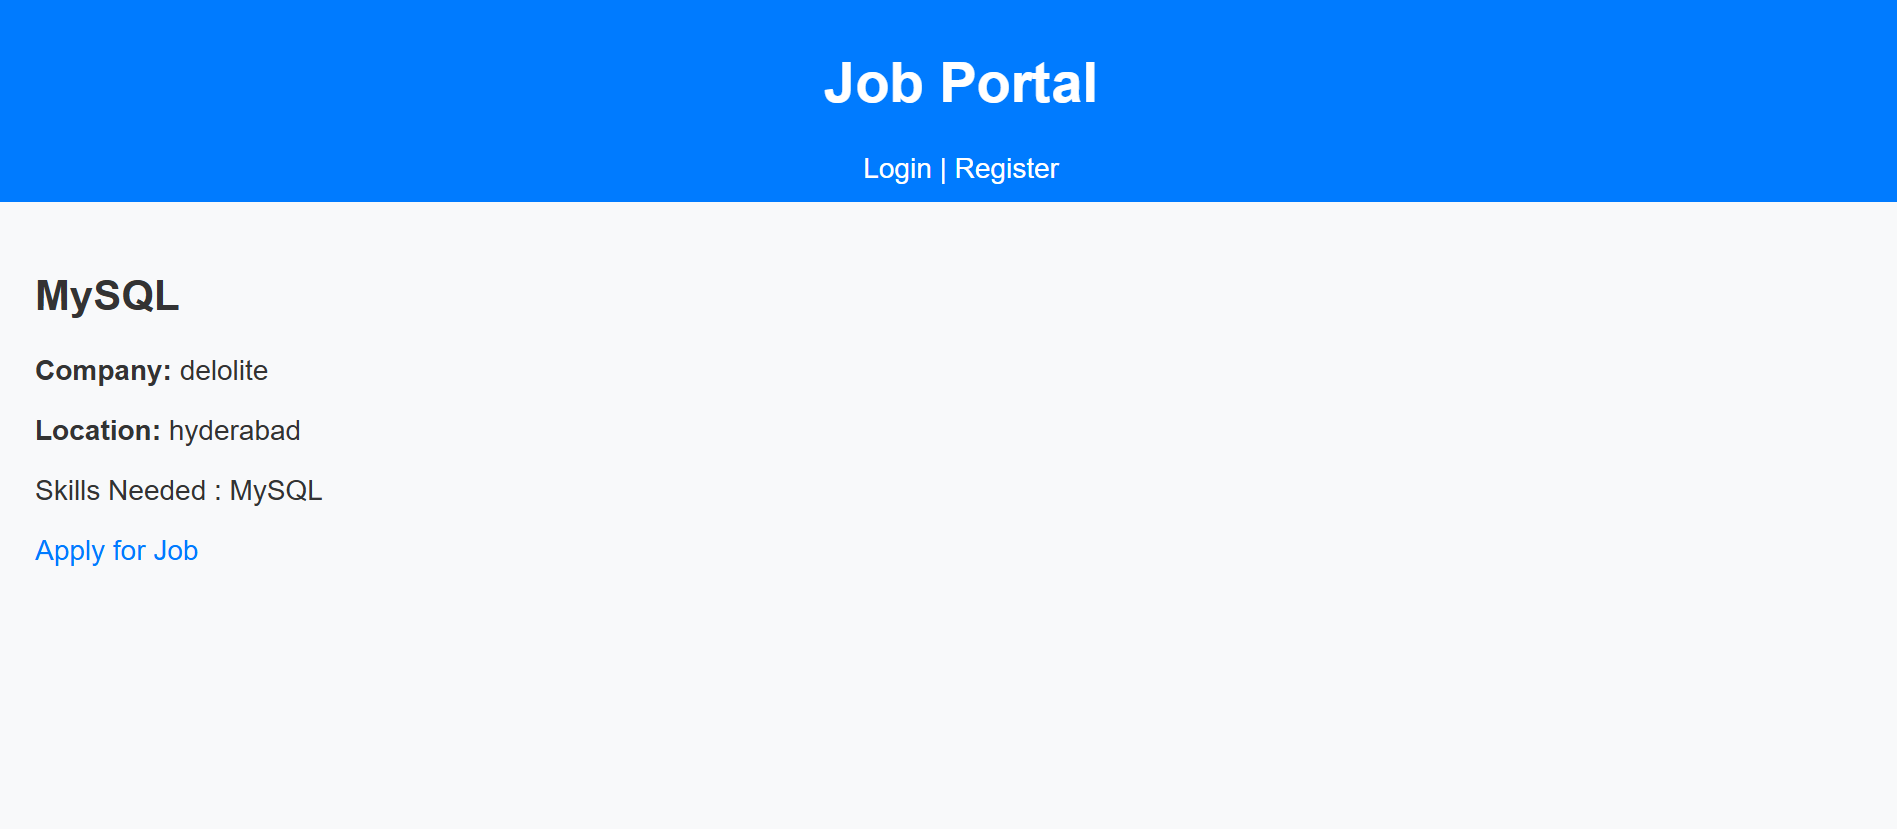 Job Portal
Login | Register
MySQL
Company: delolite
Location: hyderabad
Skills Needed : MySQL
Apply for Job